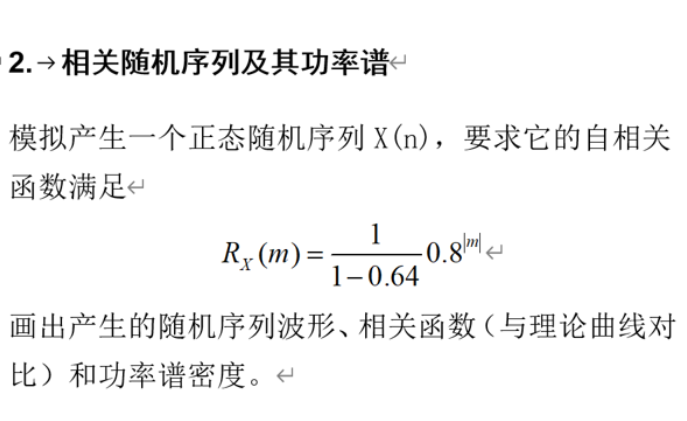 2.→相关随机序列及其功率谱↵
模拟产生一个正态随机序列 X(n)，要求它的自相关
函数满足↵
R_X(m) = \frac{1}{1-0.64} 0.8^{|m|} ↵
画出产生的随机序列波形、相关函数（与理论曲线对
比）和功率谱密度。↵